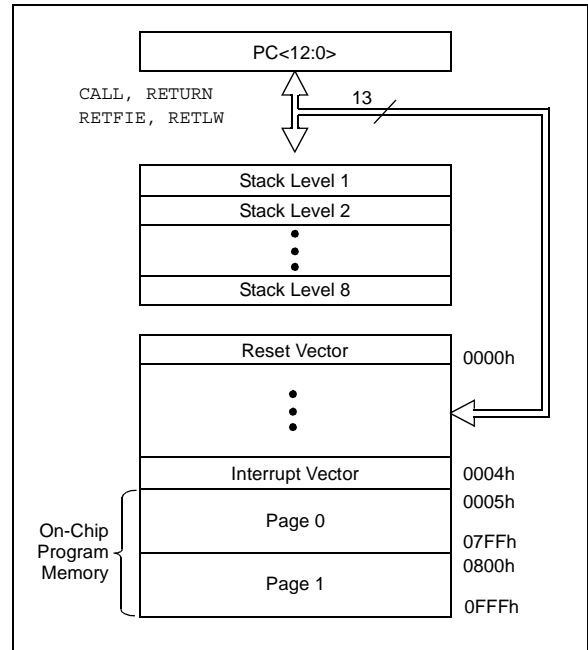 PC<12:0>
CALL, RETURN
RETFIE, RETLW
13
Stack Level 1
Stack Level 2
Stack Level 8
Reset Vector
0000h
Interrupt Vector
0004h
0005h
On-Chip
Program
Memory
Page 0
07FFh
0800h
Page 1
0FFFh